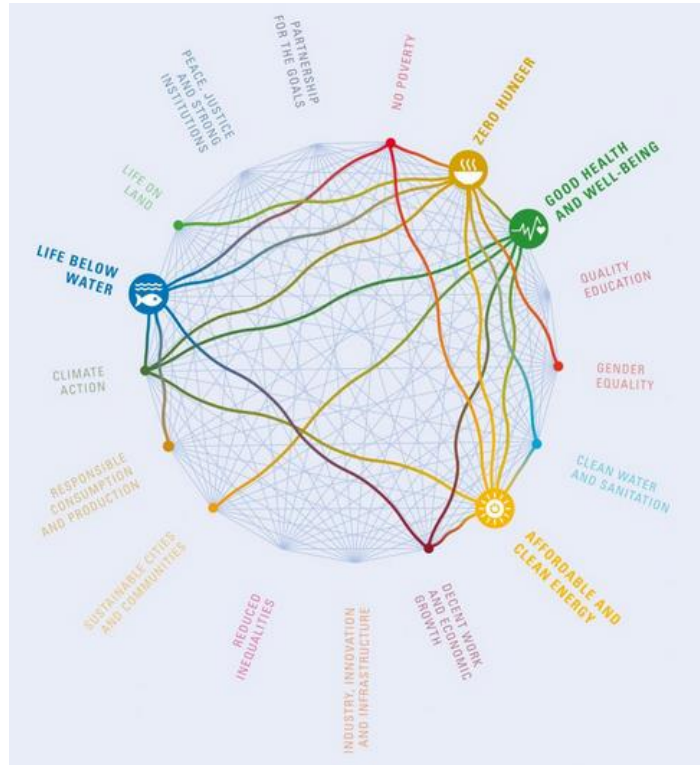 PARTNERSHIP
FOR THE GOALS
NO POVERTY
ZERO HUNGER
GOOD HEALTH
AND WELL-BEING
QUALITY
EDUCATION
GENDER
EQUALITY
CLEAN WATER
AND SANITATION
AFFORDABLE AND
CLEAN ENERGY
DECENT WORK
AND ECONOMIC
GROWTH
INDUSTRY, INNOVATION
AND INFRASTRUCTURE
REDUCED
INEQUALITIES
SUSTAINABLE CITIES
AND COMMUNITIES
RESPONSIBLE
CONSUMPTION
AND PRODUCTION
CLIMATE
ACTION
LIFE BELOW
WATER
LIFE ON
LAND
PEACE, JUSTICE
AND STRONG
INSTITUTIONS